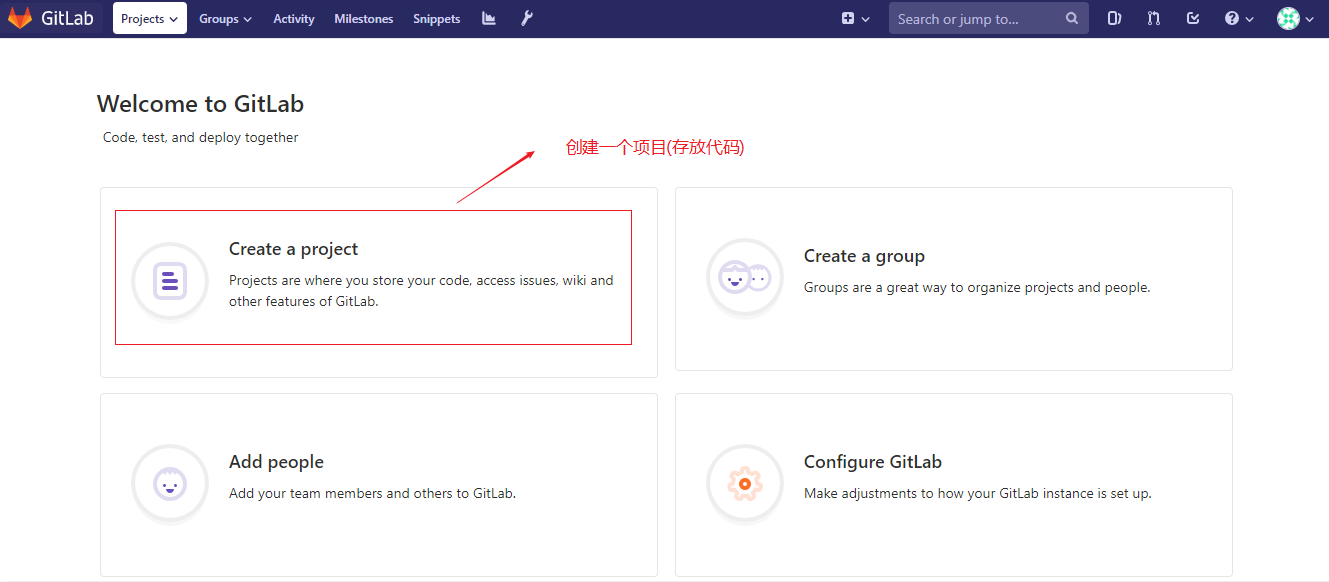 GitLab Projects Groups Activity Milestones Snippets Search or jump to...
Welcome to GitLab
Code, test, and deploy together
创建一个项目(存放代码)
Create a project
Projects are where you store your code, access issues, wiki and
other features of GitLab.
Create a group
Groups are a great way to organize projects and people.
Add people
Add your team members and others to GitLab.
Configure GitLab
Make adjustments to how your GitLab instance is set up.